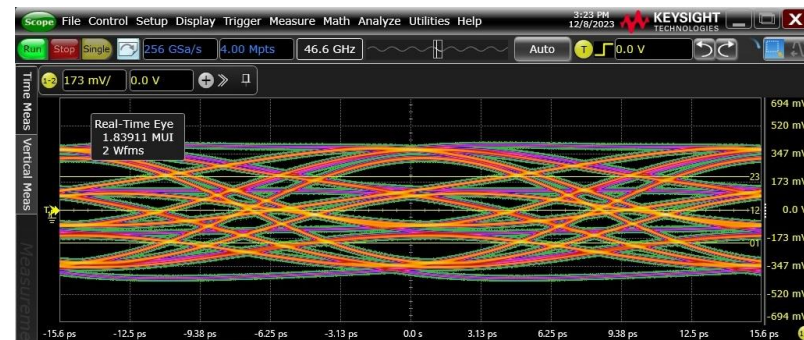 Scope File Control Setup Display Trigger Measure Math Analyze Utilities Help
3:23 PM
12/8/2023
KEYSIGHT
TECHNOLOGIES
Run Stop Single 256 GSa/s 4.00 Mpts 46.6 GHz Auto T 0.0 V
Time Meas
Vertical Meas
Measureme
1-2 173 mV/ 0.0 V
Real-Time Eye
1.83911 MUI
2 Wfms
694 mV
520 mV
347 mV
173 mV
0.0 V
-173 mV
-347 mV
-520 mV
-694 mV
23
12
01
-15.6 ps -12.5 ps -9.38 ps -6.25 ps -3.13 ps 0.0 s 3.13 ps 6.25 ps 9.38 ps 12.5 ps 15.6 ps